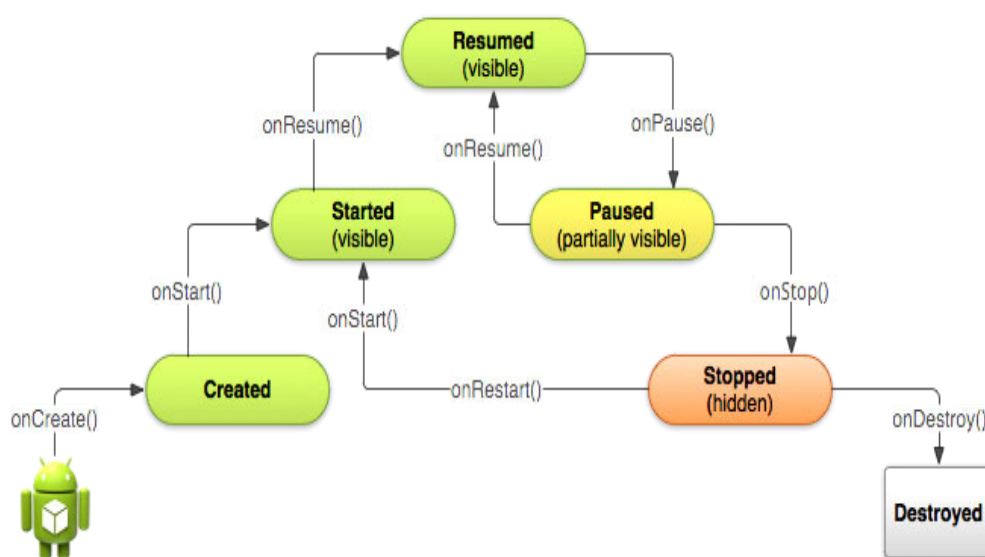 Resumed
(visible)
onResume()
onResume()
onPause()
Started
(visible)
Paused
(partially visible)
onStart()
onStart()
onStop()
Created
onRestart()
Stopped
(hidden)
onCreate()
onDestroy()
Destroyed